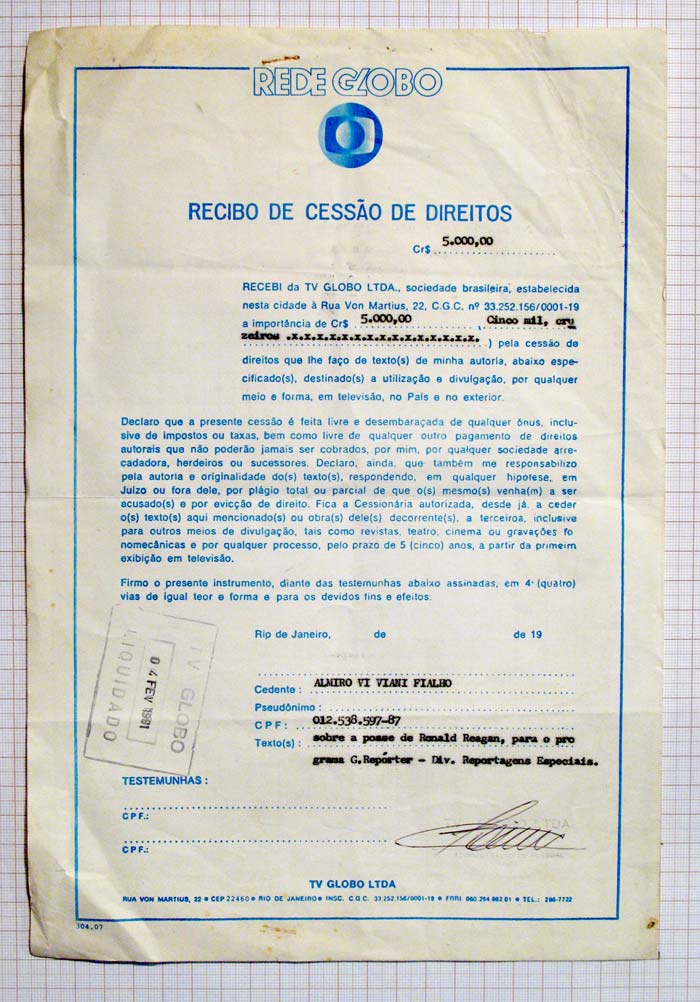 REDE GLOBO
RECIBO DE CESSÃO DE DIREITOS
Cr$ 5.000,00
RECEBI da TV GLOBO LTDA., sociedade brasileira, estabelecida
nesta cidade à Rua Von Martius, 22, C.G.C. nº 33.252.156/0001-19
a importância de Cr$ 5.000,00 ( Cinco mil, cru
zeiros .x.x.x.x.x.x.x.x.x.x.x.x.x.x. ) pela cessão de
direitos que lhe faço de texto(s) de minha autoria, abaixo espe-
cificado(s), destinado(s) a utilização e divulgação, por qualquer
meio e forma, em televisão, no País e no exterior.
Declaro que a presente cessão é feita livre e desembaraçada de qualquer ônus, inclu-
sive de impostos ou taxas, bem como livre de qualquer outro pagamento de direitos
autorais que não poderão jamais ser cobrados, por mim, por qualquer sociedade arre-
cadadora, herdeiros ou sucessores. Declaro, ainda, que também me responsabilizo
pela autoria e originalidade do(s) texto(s), respondendo, em qualquer hipotese, em
Juízo ou fora dele, por plágio total ou parcial de que o(s) mesmo(s) venha(m) a ser
acusado(s) e por evicção de direito. Fica a Cessionária autorizada, desde já, a ceder
o(s) texto(s) aqui mencionado(s) ou obra(s) dele(s) decorrente(s), a terceiroa, inclusive
para outros meios de divulgação, tais como revistas, teatro, cinema ou gravações fo
nomecânicas e por qualquer processo, pelo prazo de 5 (cinco) anos, a partir da primeim
exibição em televisão.
Firmo o presente instrumento, diante das testemunhas abaixo assinadas, em 4ª (quatro)
vias de igual teor e forma e para os devidos fins e efeitos.
Rip de Janeiro, de de 19
TV GLOBO
04 FEV 1981
LIQUIDADO
Cedente : ALMIRO VI VIANI FIALHO
Pseudônimo :
CPF: 012.538.597-87
Texto(s) : sobre a posse de Ronald Reagan, para o pro
grama G.Repórter - Div. Reportagens Especiais.
TESTEMUNHAS :
CPF.:
CPF.:
TV GLOBO LTDA
RUA VON MARTIUS, 22 • CEP 22460 • RIO DE JANEIRO • INSC. C.G.C. 33.252.156/0001-19 • FRRI 060.264.982 01 • TEL.: 286-7722
304.07